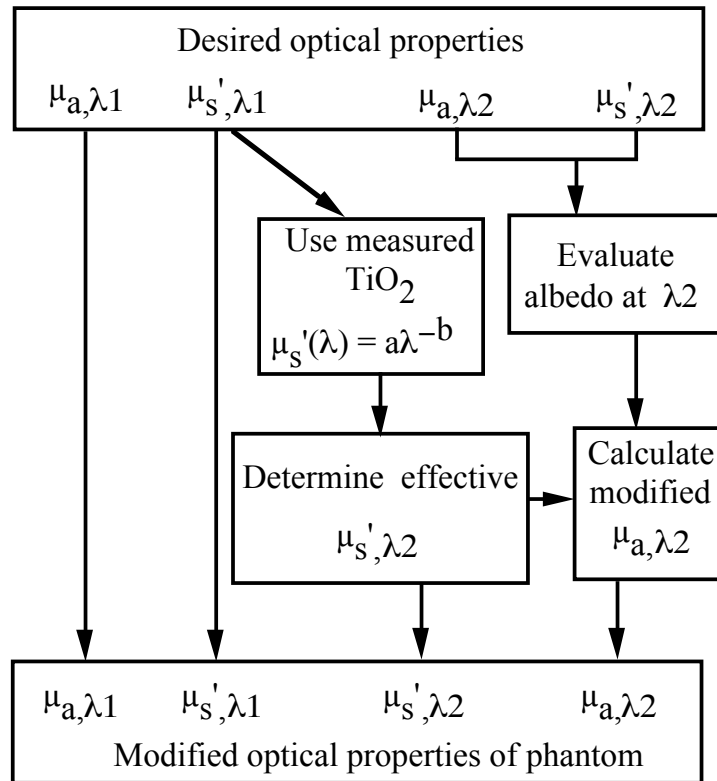 Desired optical properties
μa,λ1 μs',λ1 μa,λ2 μs',λ2
Use measured
TiO2
μs'(λ) = aλ−b
Evaluate
albedo at λ2
Determine effective
μs',λ2
Calculate
modified
μa,λ2
μa,λ1 μs',λ1 μs',λ2 μa,λ2
Modified optical properties of phantom